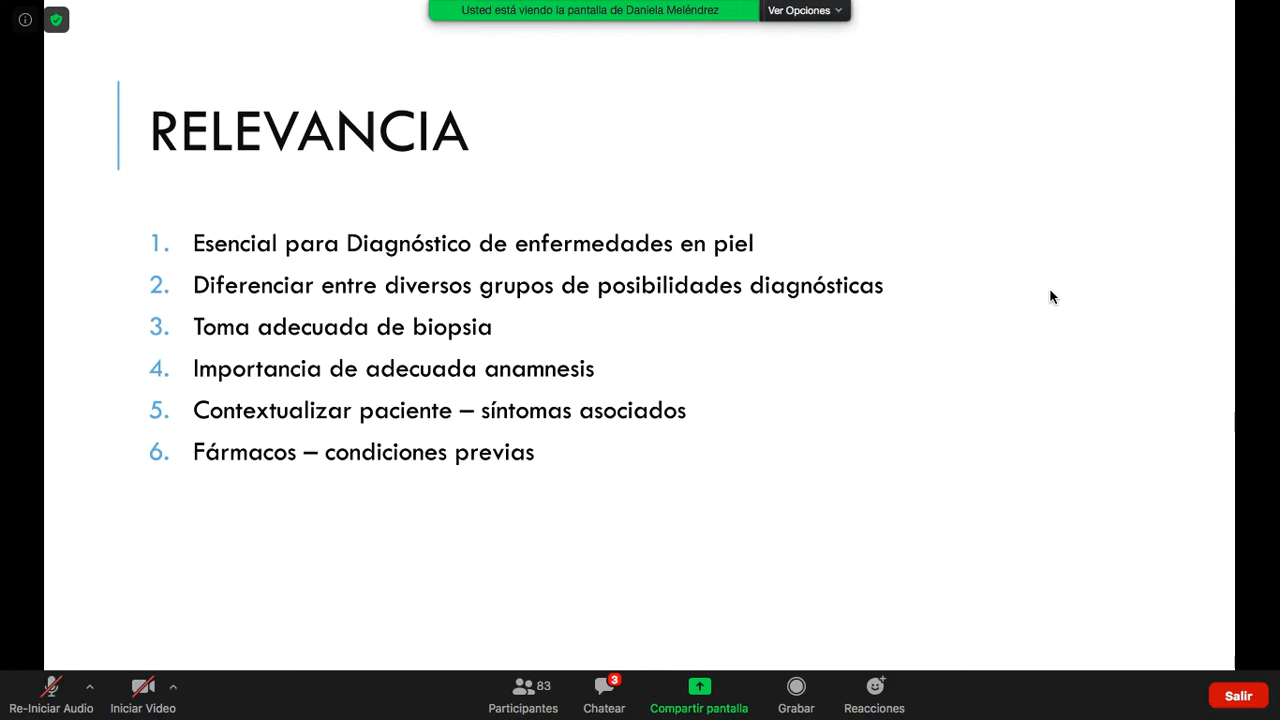 Usted está viendo la pantalla de Daniela Meléndrez
Ver Opciones
RELEVANCIA
1. Esencial para Diagnóstico de enfermedades en piel
2. Diferenciar entre diversos grupos de posibilidades diagnósticas
3. Toma adecuada de biopsia
4. Importancia de adecuada anamnesis
5. Contextualizar paciente – síntomas asociados
6. Fármacos – condiciones previas
Re-Iniciar Audio
Iniciar Video
83
Participantes
3
Chatear
Compartir pantalla
Grabar
Reacciones
Salir